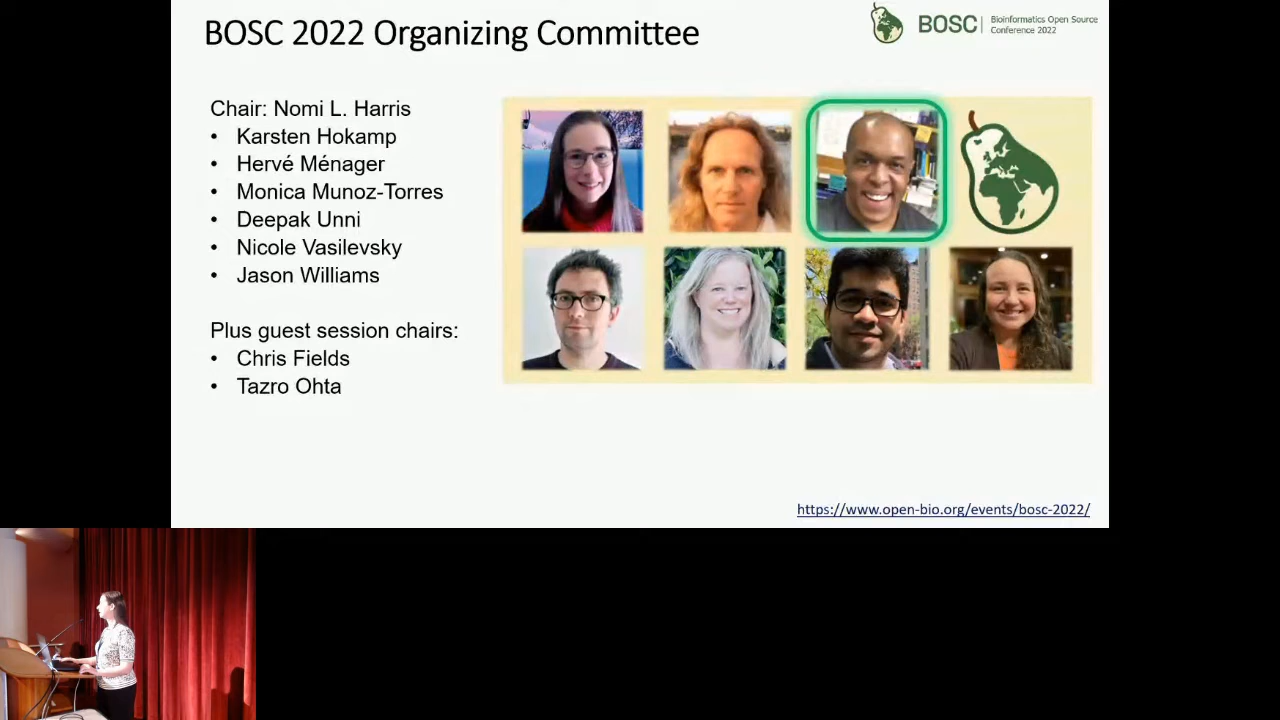 BOSC 2022 Organizing Committee
BOSC
Bioinformatics Open Source
Conference 2022
Chair: Nomi L. Harris
• Karsten Hokamp
• Hervé Ménager
• Monica Munoz-Torres
• Deepak Unni
• Nicole Vasilevsky
• Jason Williams
Plus guest session chairs:
• Chris Fields
• Tazro Ohta
https://www.open-bio.org/events/bosc-2022/